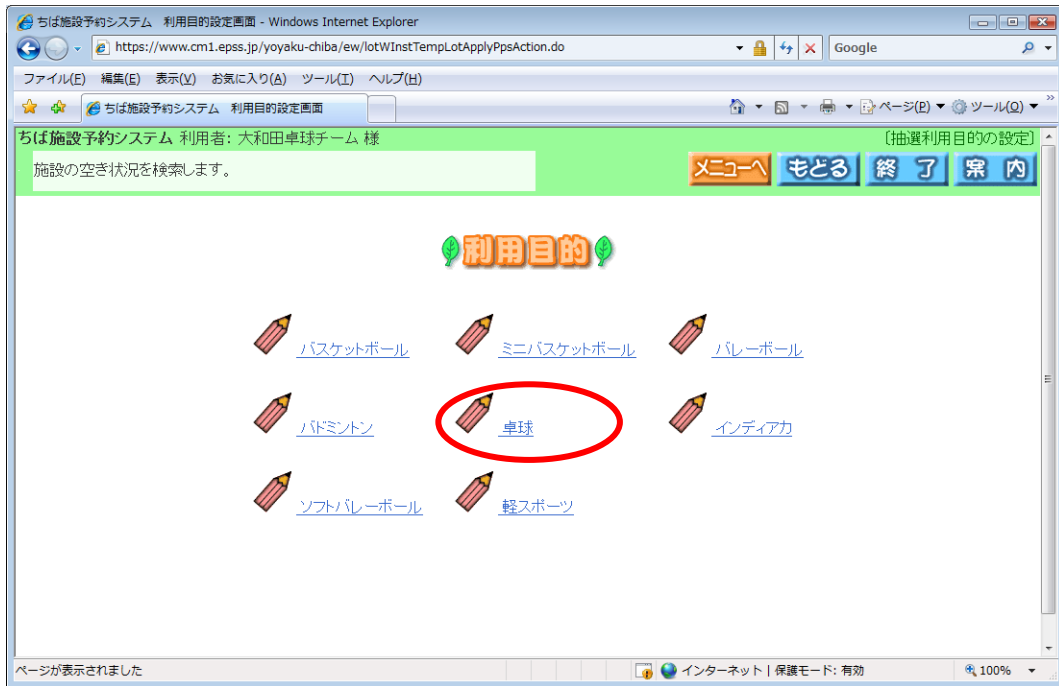 ちば施設予約システム 利用目的設定画面 - Windows Internet Explorer
https://www.cm1.epss.jp/yoyaku-chiba/ew/lotWInstTempLotApplyPpsAction.do
Google
ファイル(F) 編集(E) 表示(V) お気に入り(A) ツール(T) ヘルプ(H)
ちば施設予約システム 利用目的設定画面
ページ(P) ツール(O) »
ちば施設予約システム 利用者: 大和田卓球チーム 様
〔抽選利用目的の設定〕
施設の空き状況を検索します。
メニューへ もどる 終了 案内
利用目的
バスケットボール ミニバスケットボール バレーボール
バドミントン 卓球 インディアカ
ソフトバレーボール 軽スポーツ
ページが表示されました
インターネット | 保護モード: 有効
100%